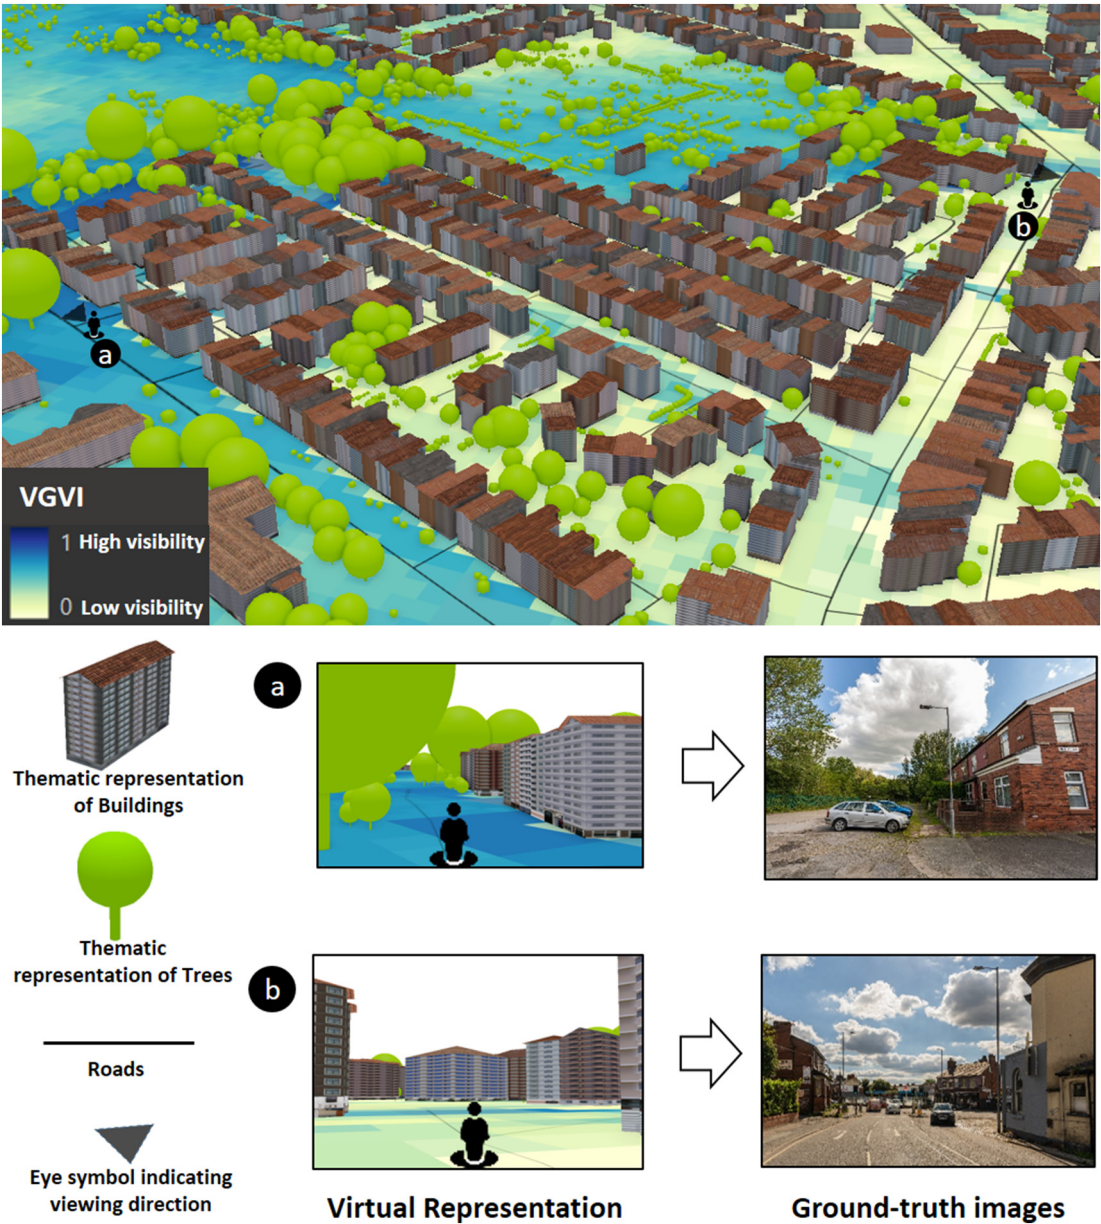 b
a
VGVI
1 High visibility
0 Low visibility
a
Thematic representation
of Buildings
Thematic
representation of Trees
b
Roads
Eye symbol indicating
viewing direction
Virtual Representation
Ground-truth images